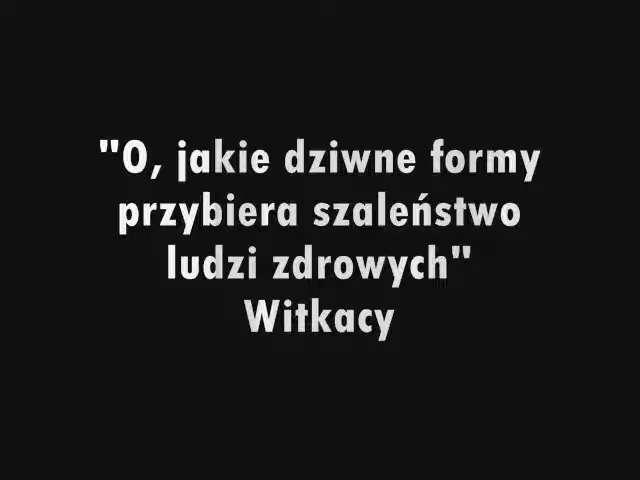 "O, jakie dziwne formy
przybiera szaleństwo
ludzi zdrowych"
Witkacy